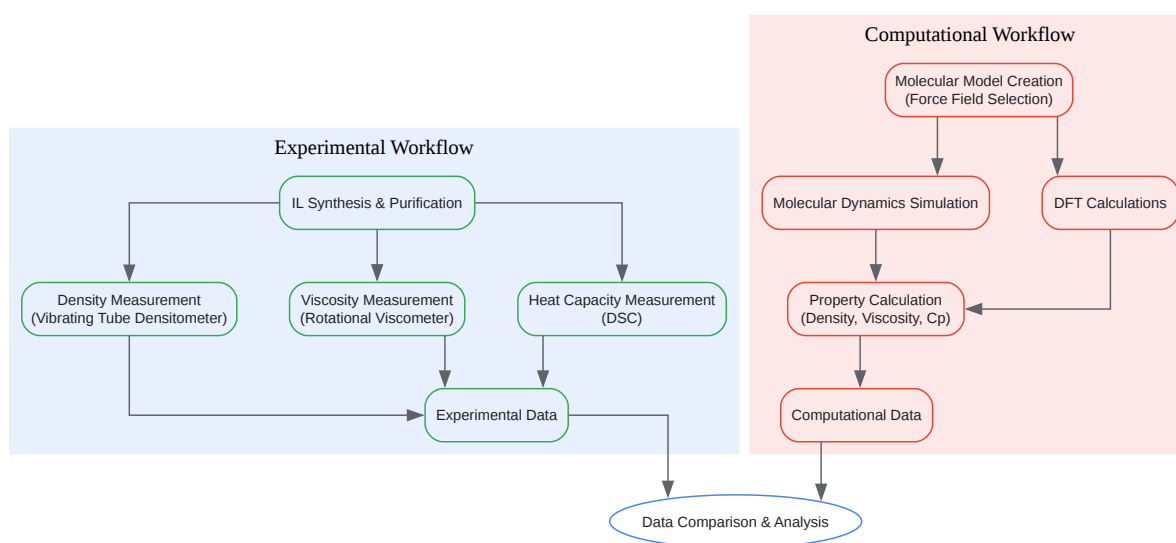 Computational Workflow
Molecular Model Creation
(Force Field Selection)
Experimental Workflow
IL Synthesis & Purification
Molecular Dynamics Simulation
DFT Calculations
Density Measurement
(Vibrating Tube Densitometer)
Viscosity Measurement
(Rotational Viscometer)
Heat Capacity Measurement
(DSC)
Property Calculation
(Density, Viscosity, Cp)
Experimental Data
Computational Data
Data Comparison & Analysis